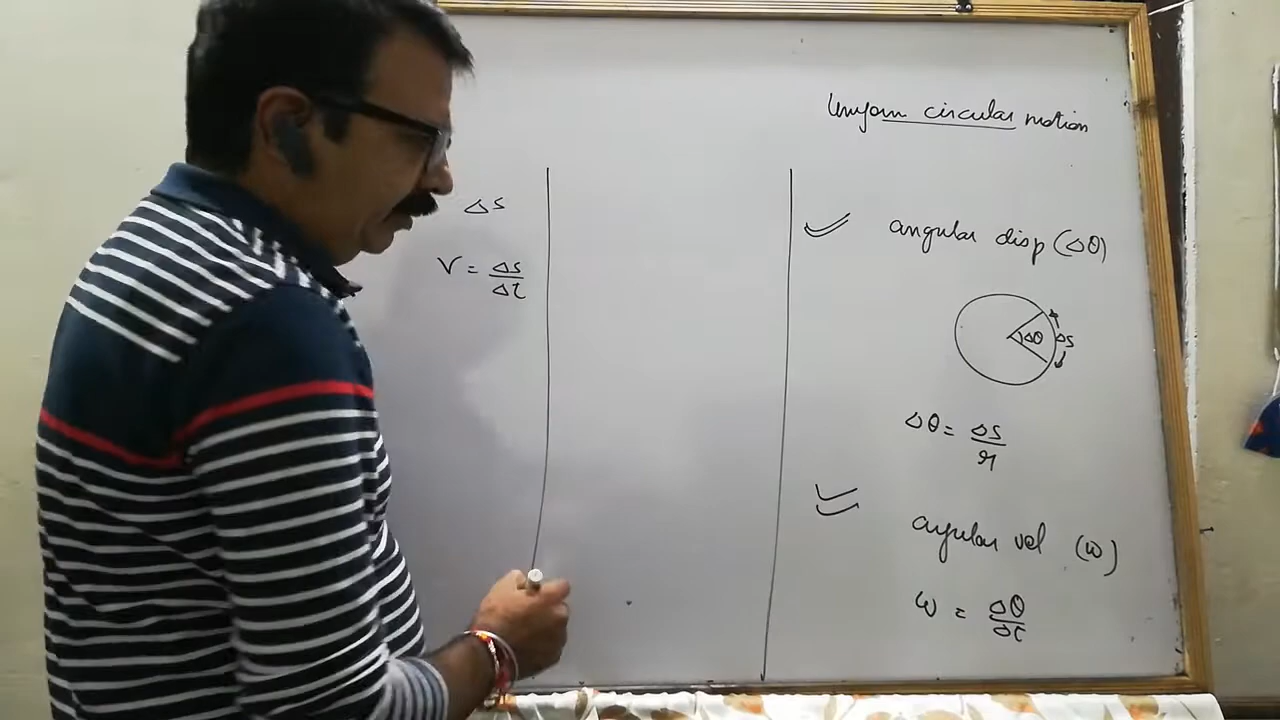 Uniform circular motion
Δs
V = Δs/Δt
angular disp (Δθ)
Δθ
Δs
Δθ = Δs/r
angular vel (ω)
ω = Δθ/Δt